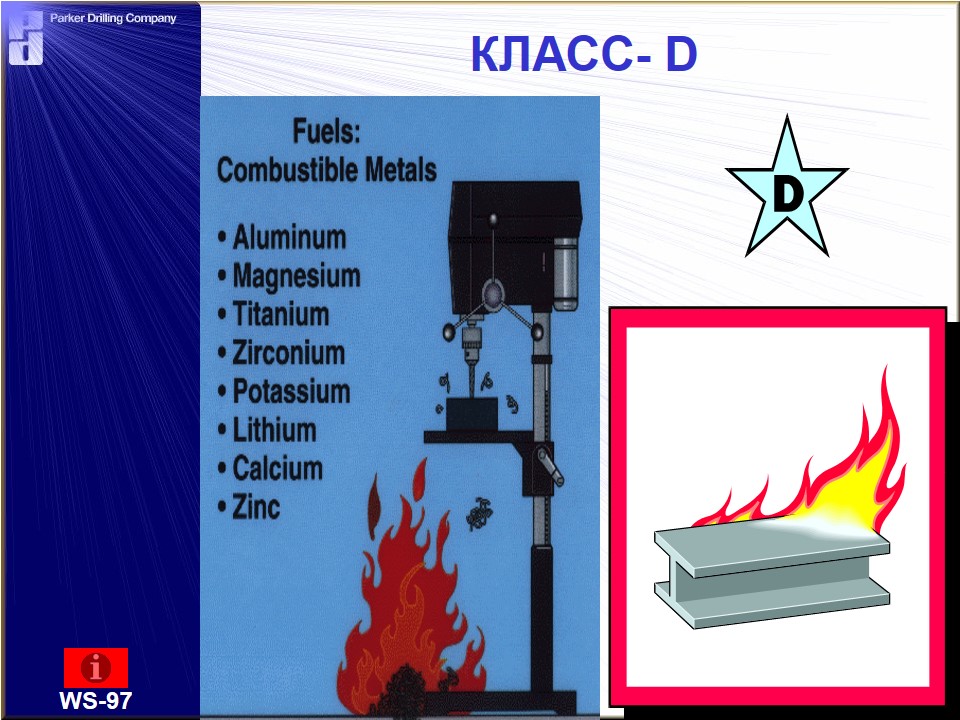 Parker Drilling Company
КЛАСС- D
Fuels:
Combustible Metals
• Aluminum
• Magnesium
• Titanium
• Zirconium
• Potassium
• Lithium
• Calcium
• Zinc
D
WS-97